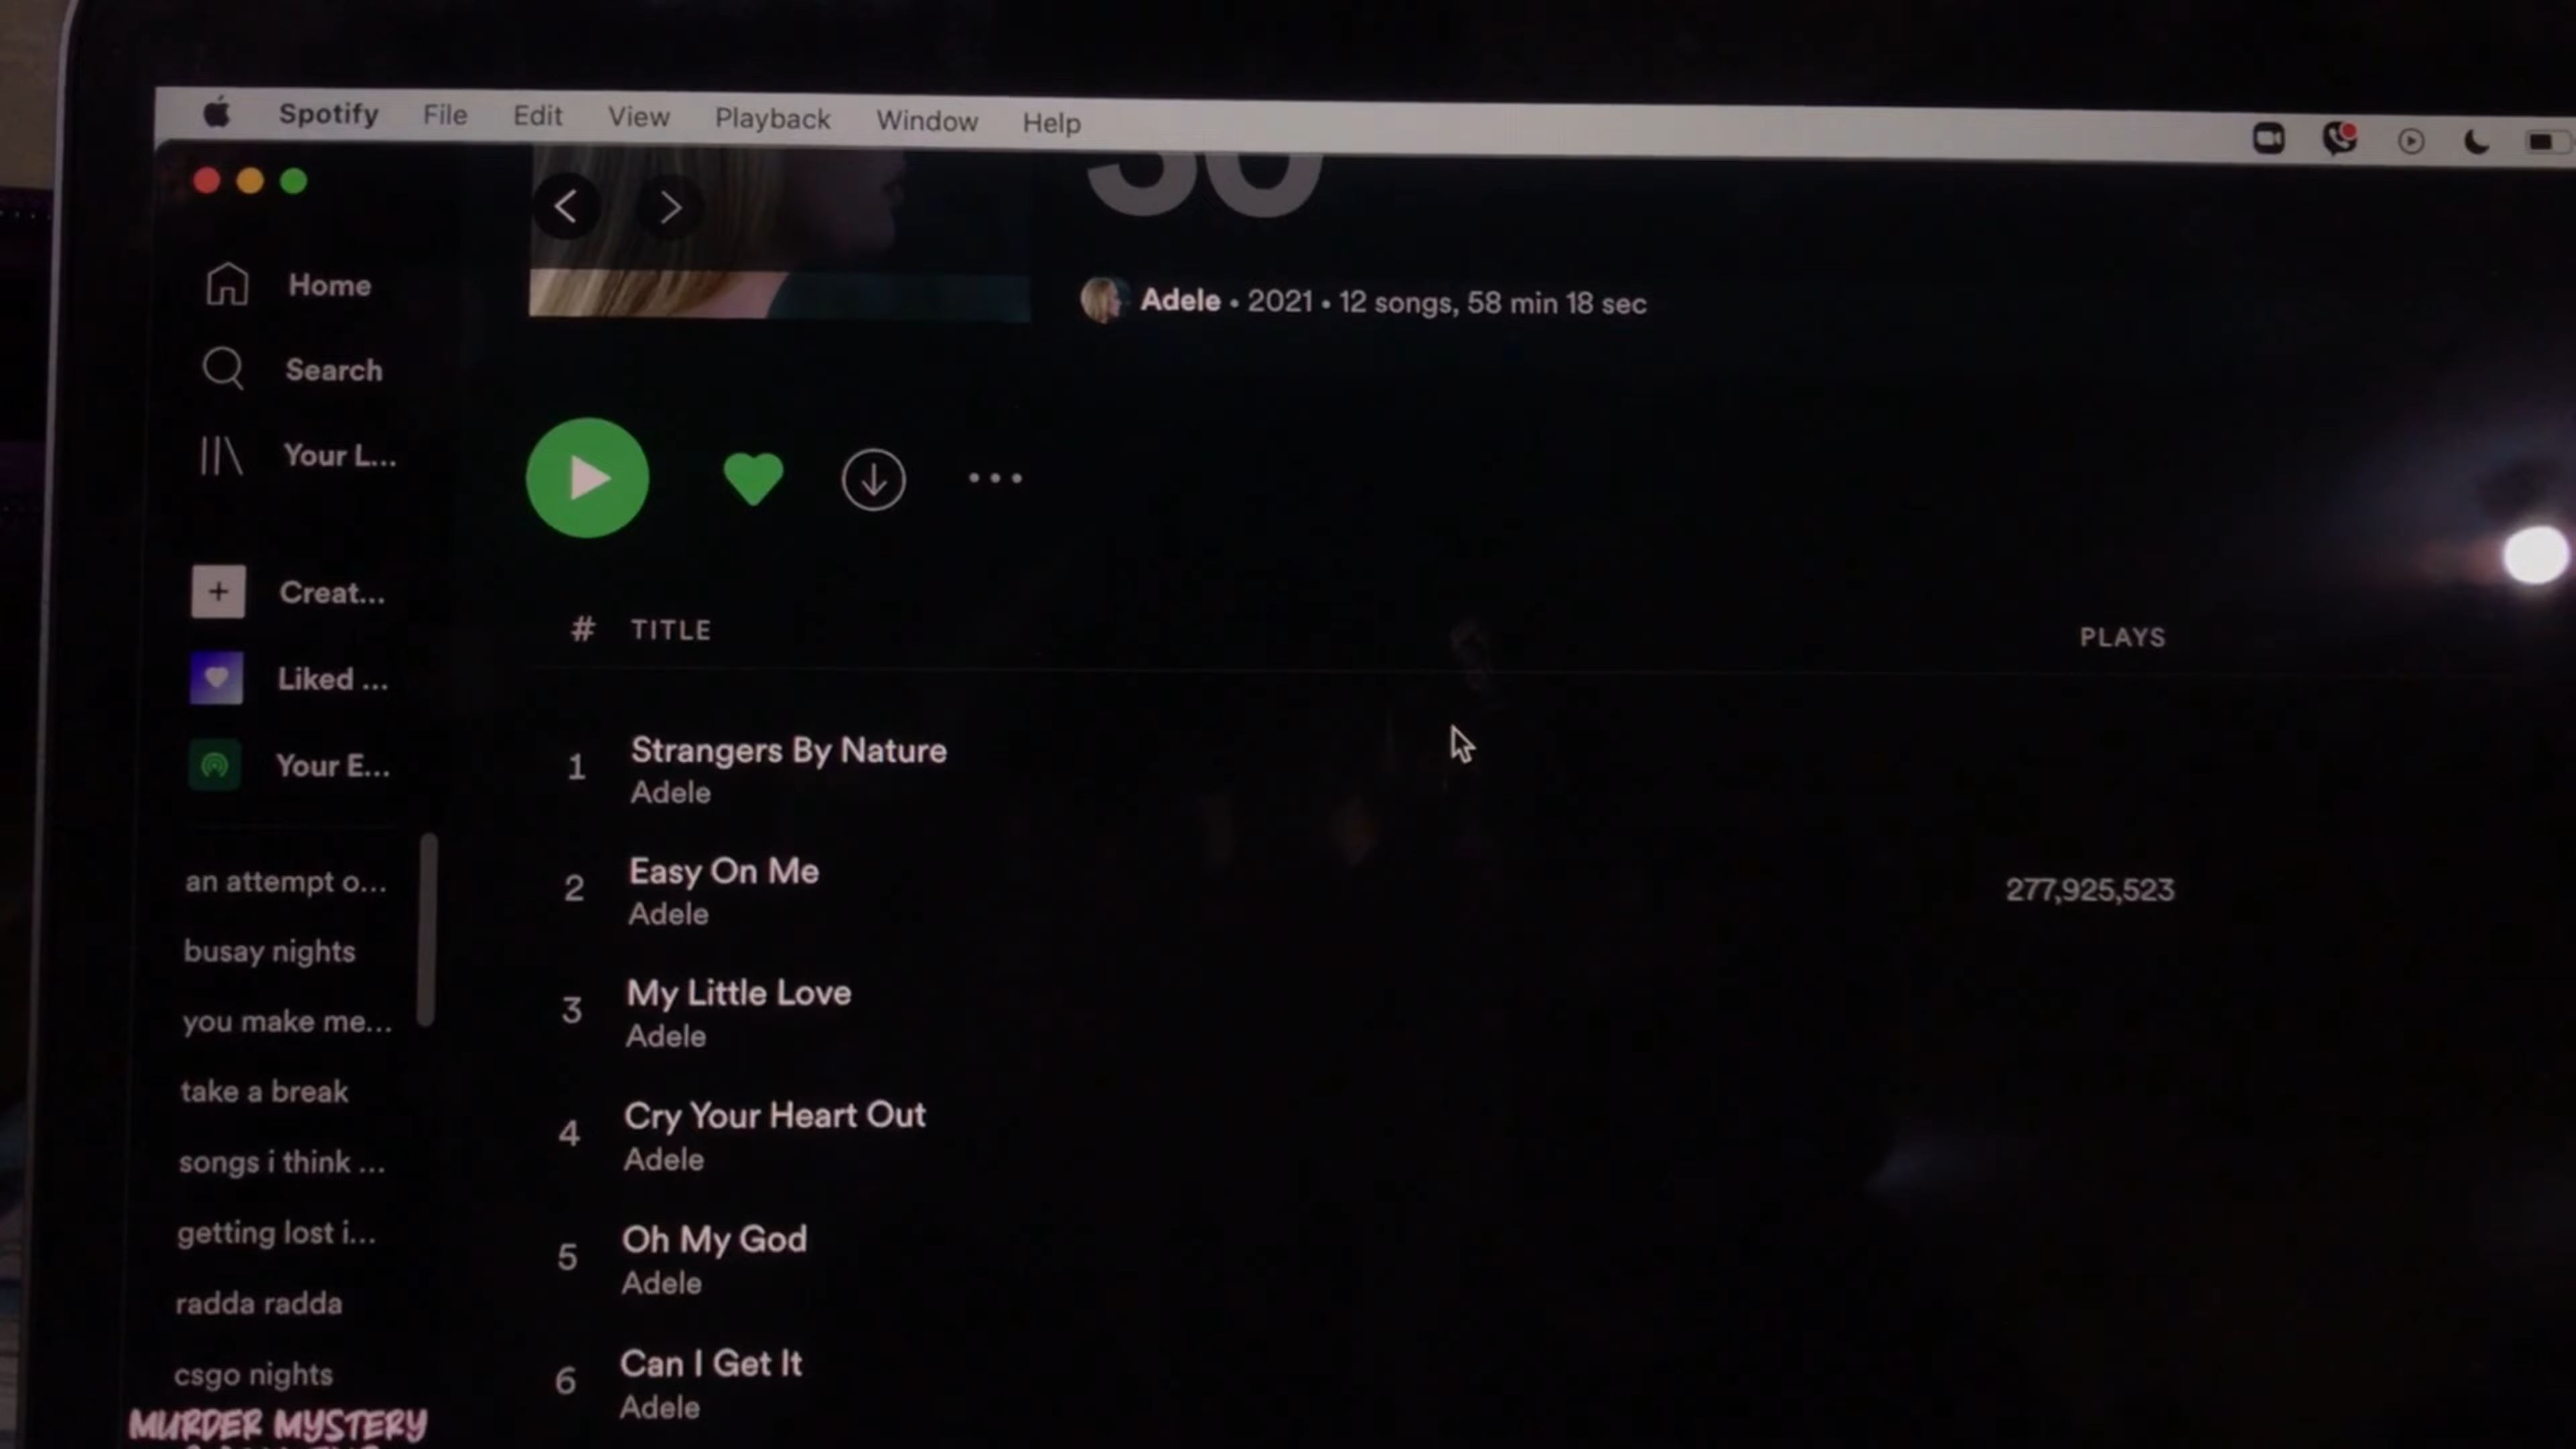 Spotify File Edit View Playback Window Help
30
Adele • 2021 • 12 songs, 58 min 18 sec
Home
Search
Your L...
Creat...
Liked ...
Your E...
an attempt o...
busay nights
you make me...
take a break
songs i think ...
getting lost i...
radda radda
csgo nights
MURDER MYSTERY
# TITLE PLAYS
1 Strangers By Nature
Adele
2 Easy On Me 277,925,523
Adele
3 My Little Love
Adele
4 Cry Your Heart Out
Adele
5 Oh My God
Adele
6 Can I Get It
Adele